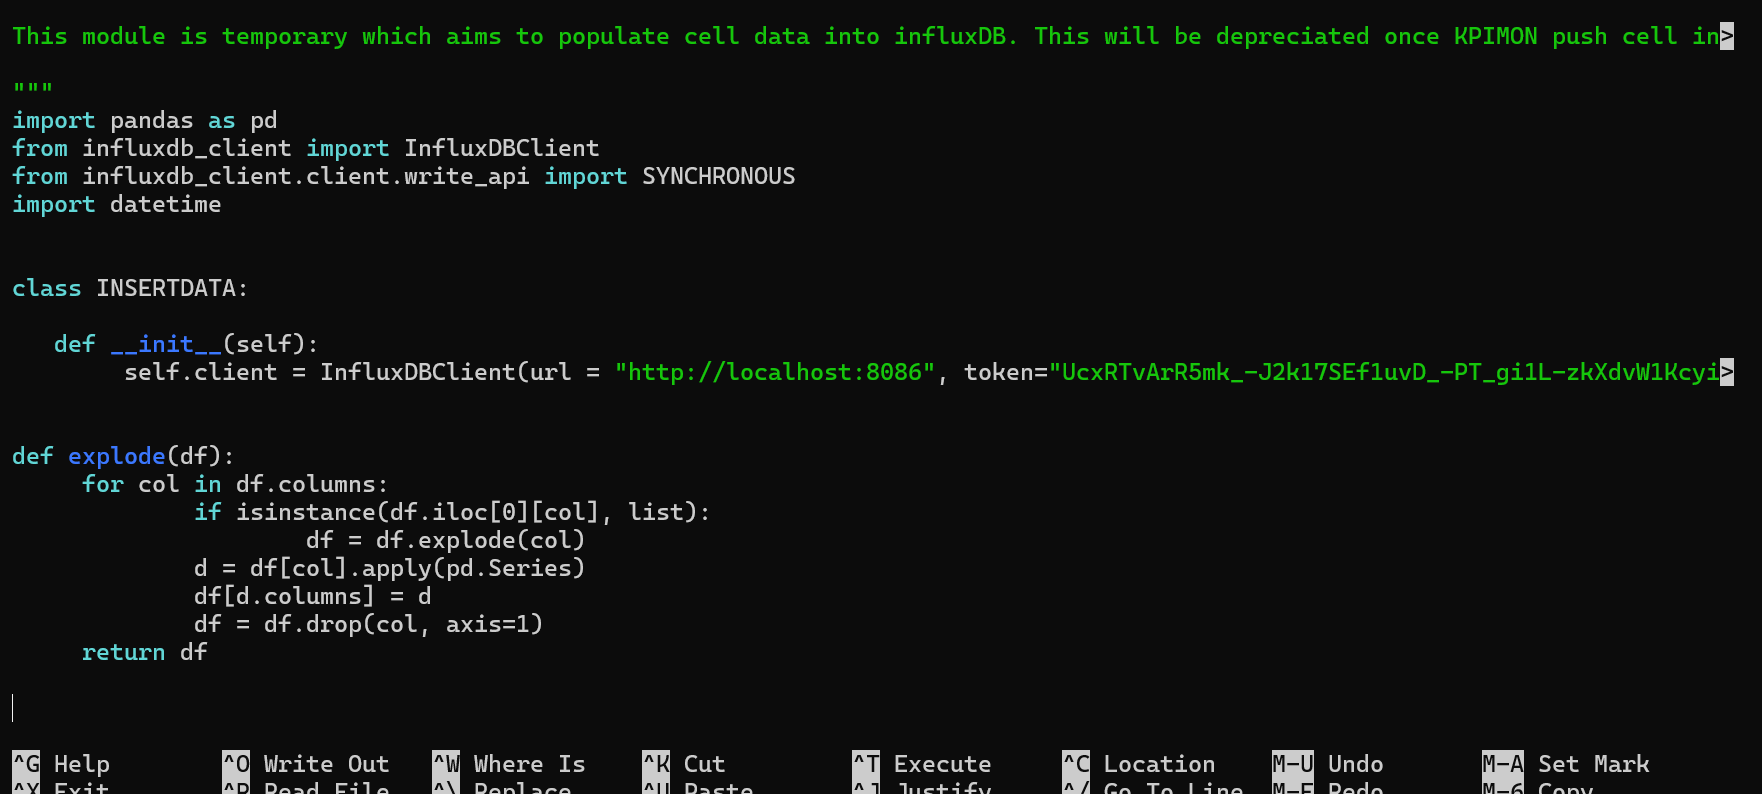 This module is temporary which aims to populate cell data into influxDB. This will be depreciated once KPIMON push cell in>
"""
import pandas as pd
from influxdb_client import InfluxDBClient
from influxdb_client.client.write_api import SYNCHRONOUS
import datetime
class INSERTDATA:
def __init__(self):
self.client = InfluxDBClient(url = "http://localhost:8086", token="UcxRTvArR5mk_-J2k17SEf1uvD_-PT_gi1L-zkXdvW1Kcyi>
def explode(df):
for col in df.columns:
if isinstance(df.iloc[0][col], list):
df = df.explode(col)
d = df[col].apply(pd.Series)
df[d.columns] = d
df = df.drop(col, axis=1)
return df
^G Help ^O Write Out ^W Where Is ^K Cut ^T Execute ^C Location M-U Undo M-A Set Mark
^X Exit ^R Read File ^\ Replace ^U Paste ^J Justify ^/ Go To Line M-E Redo M-6 Copy